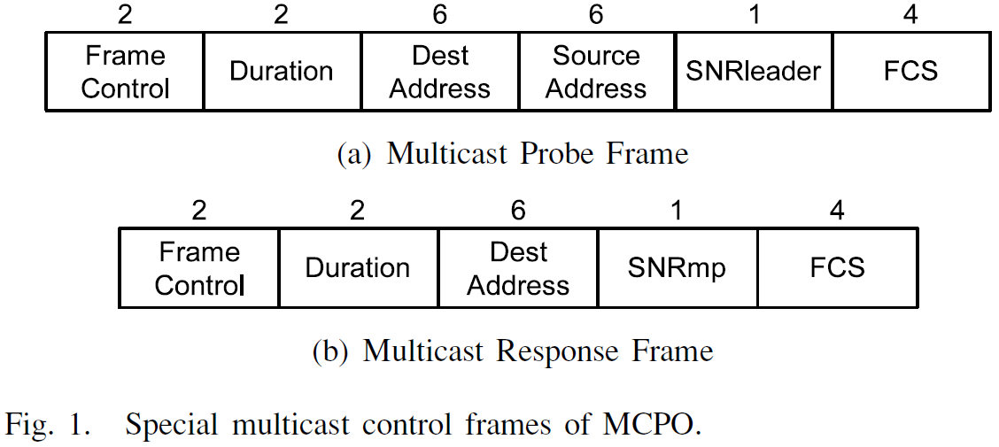 2 2 6 6 1 4
Frame Control Duration Dest Address Source Address SNRleader FCS
(a) Multicast Probe Frame
2 2 6 1 4
Frame Control Duration Dest Address SNRmp FCS
(b) Multicast Response Frame
Fig. 1. Special multicast control frames of MCPO.